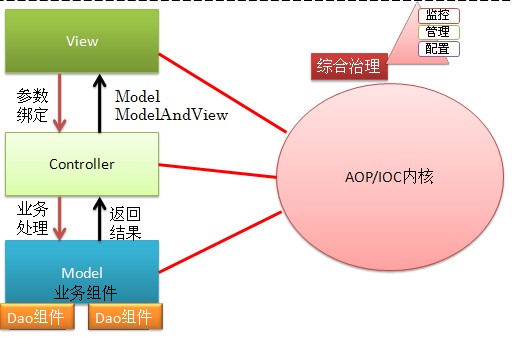 监控
管理
配置
View
综合治理
参数
绑定
Model
ModelAndView
Controller
AOP/IOC内核
业务
处理
返回
结果
Model
业务组件
Dao组件
Dao组件